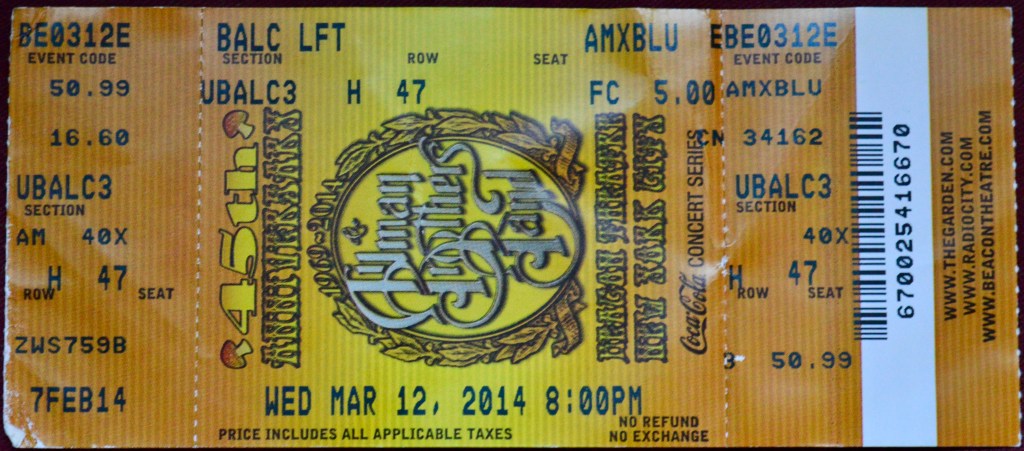 BE0312E
EVENT CODE
50.99
16.60
UBALC3
SECTION
AM 40X
H 47
ROW SEAT
ZWS759B
7FEB14
BALC LFT AMXBLU
SECTION ROW SEAT
UBALC3 H 47 FC 5.00
45th
ANNIVERSARY
1969-2014
Allman
Brothers
Band
BEACON THEATRE
NEW YORK CITY
Coca-Cola CONCERT SERIES
WED MAR 12, 2014 8:00PM
PRICE INCLUDES ALL APPLICABLE TAXES
NO REFUND
NO EXCHANGE
EBE0312E
EVENT CODE
AMXBLU
CN 34162
UBALC3
SECTION
40X
H 47
ROW SEAT
50.99
670025416670
WWW.THEGARDEN.COM
WWW.RADIOCITY.COM
WWW.BEACONTHEATRE.COM